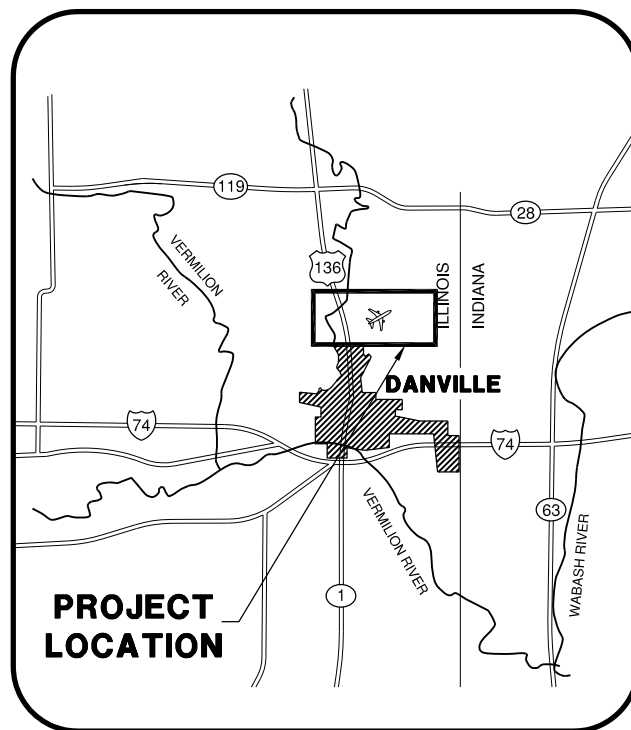 119
28
VERMILION
RIVER
136
ILLINOIS
INDIANA
DANVILLE
74
74
VERMILION RIVER
63
WABASH RIVER
PROJECT
LOCATION
1